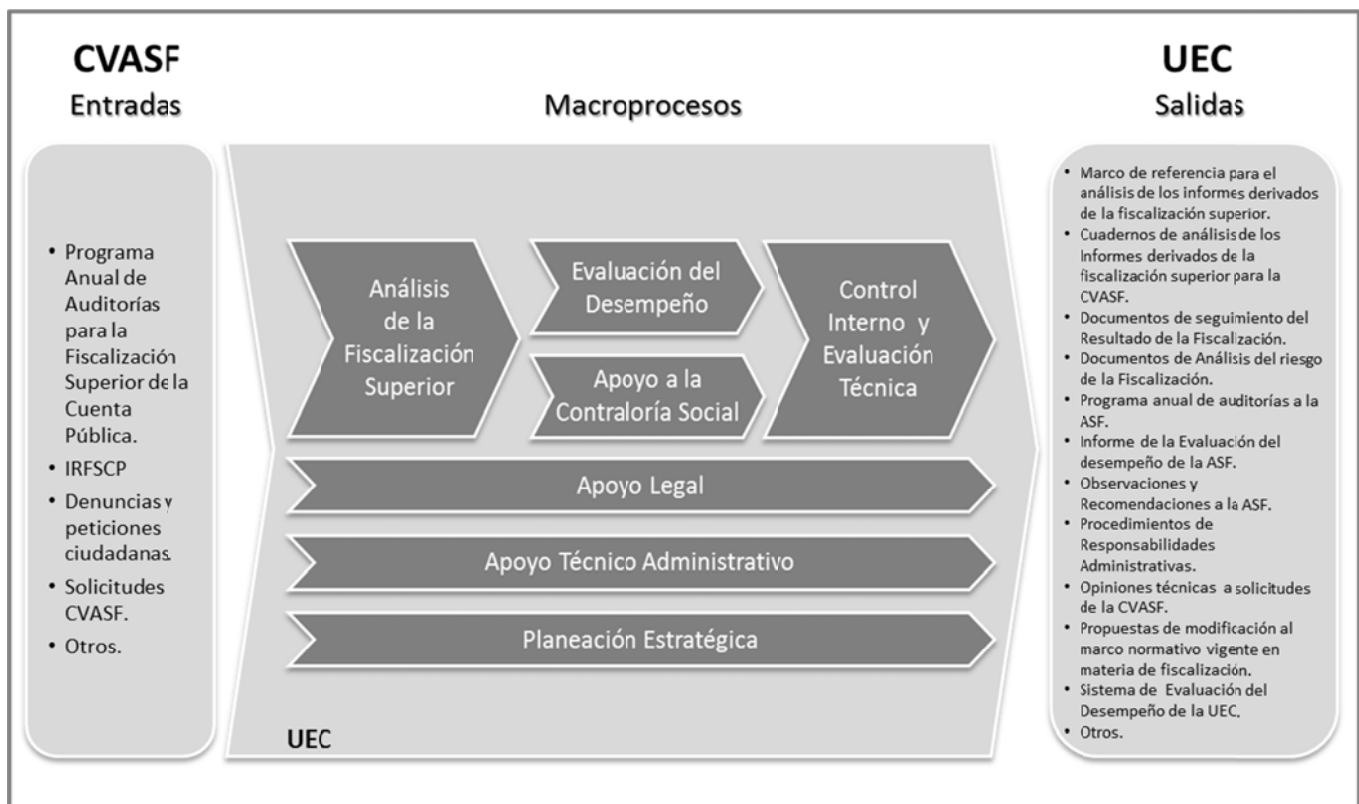 CVASF
Entradas
Macroprocesos
UEC
Salidas
• Programa
Anual de
Auditorías
para la
Fiscalización
Superior de la
Cuenta
Pública.
• IRFSCP
• Denuncias y
peticiones
ciudadanas.
• Solicitudes
CVASF.
• Otros.
Análisis
de la
Fiscalización
Superior
Evaluación del
Desempeño
Apoyo a la
Contraloría Social
Control
Interno y
Evaluación
Técnica
Apoyo Legal
Apoyo Técnico Administrativo
Planeación Estratégica
UEC
• Marco de referencia para el
análisis de los informes derivados
de la fiscalización superior.
• Cuadernos de análisis de los
Informes derivados de la
fiscalización superior para la
CVASF.
• Documentos de seguimiento del
Resultado de la Fiscalización.
• Documentos de Análisis del riesgo
de la Fiscalización.
• Programa anual de auditorías a la
ASF.
• Informe de la Evaluación del
desempeño de la ASF.
• Observaciones y
Recomendaciones a la ASF.
• Procedimientos de
Responsabilidades
Administrativas.
• Opiniones técnicas a solicitudes
de la CVASF.
• Propuestas de modificación al
marco normativo vigente en
materia de fiscalización.
• Sistema de Evaluación del
Desempeño de la UEC.
• Otros.